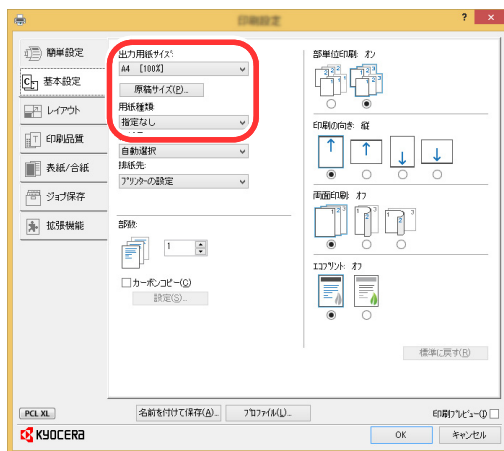 印刷設定
? ×
簡単設定
基本設定
レイアウト
印刷品質
表紙/合紙
ジョブ保存
拡張機能
出力用紙サイズ:
A4 [100%]
原稿サイズ(P)...
用紙種類:
指定なし
自動選択
排紙先:
プリンターの設定
部数:
1
カーボンコピー(C)
設定(S)...
部単位印刷: オン
印刷の向き: 縦
両面印刷: オフ
エコプリント: オフ
標準に戻す(R)
PCL XL
名前を付けて保存(A)...
プロファイル(L)...
印刷プレビュー(I)
KYOCERA
OK
キャンセル